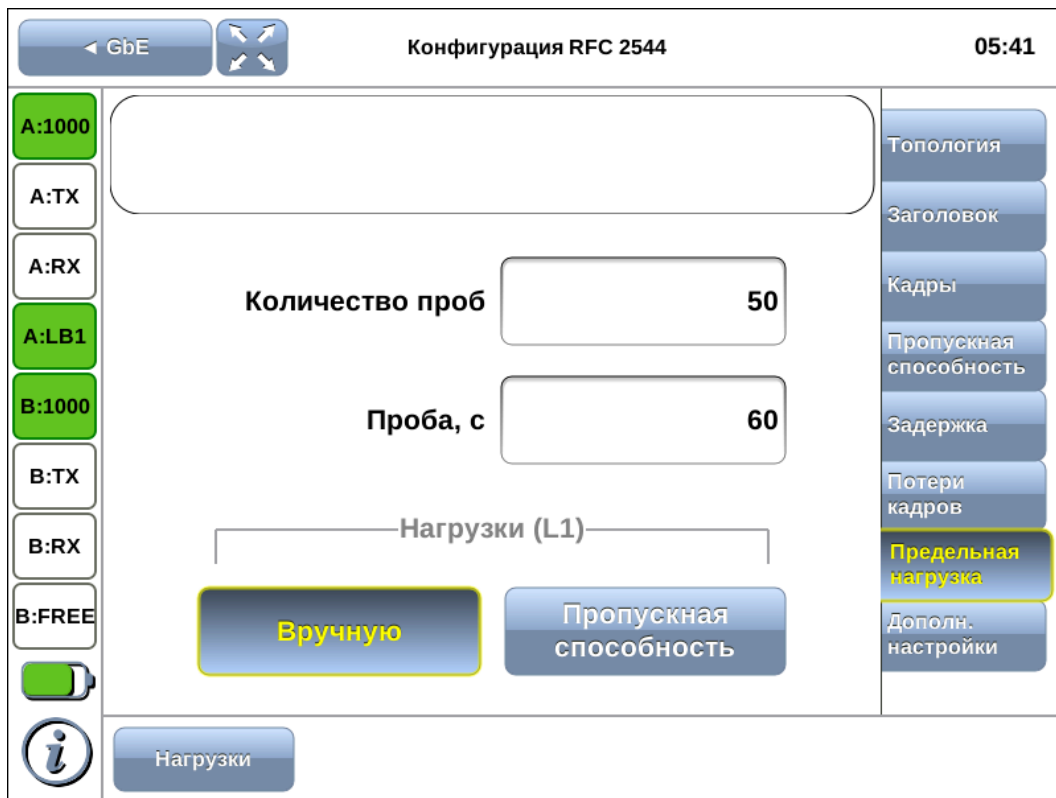 ◄ GbE
Конфигурация RFC 2544
05:41
A:1000
A:TX
A:RX
A:LB1
B:1000
B:TX
B:RX
B:FREE
Количество проб
50
Проба, с
60
Нагрузки (L1)
Вручную
Пропускная
способность
Топология
Заголовок
Кадры
Пропускная
способность
Задержка
Потери
кадров
Предельная
нагрузка
Дополн.
настройки
i
Нагрузки